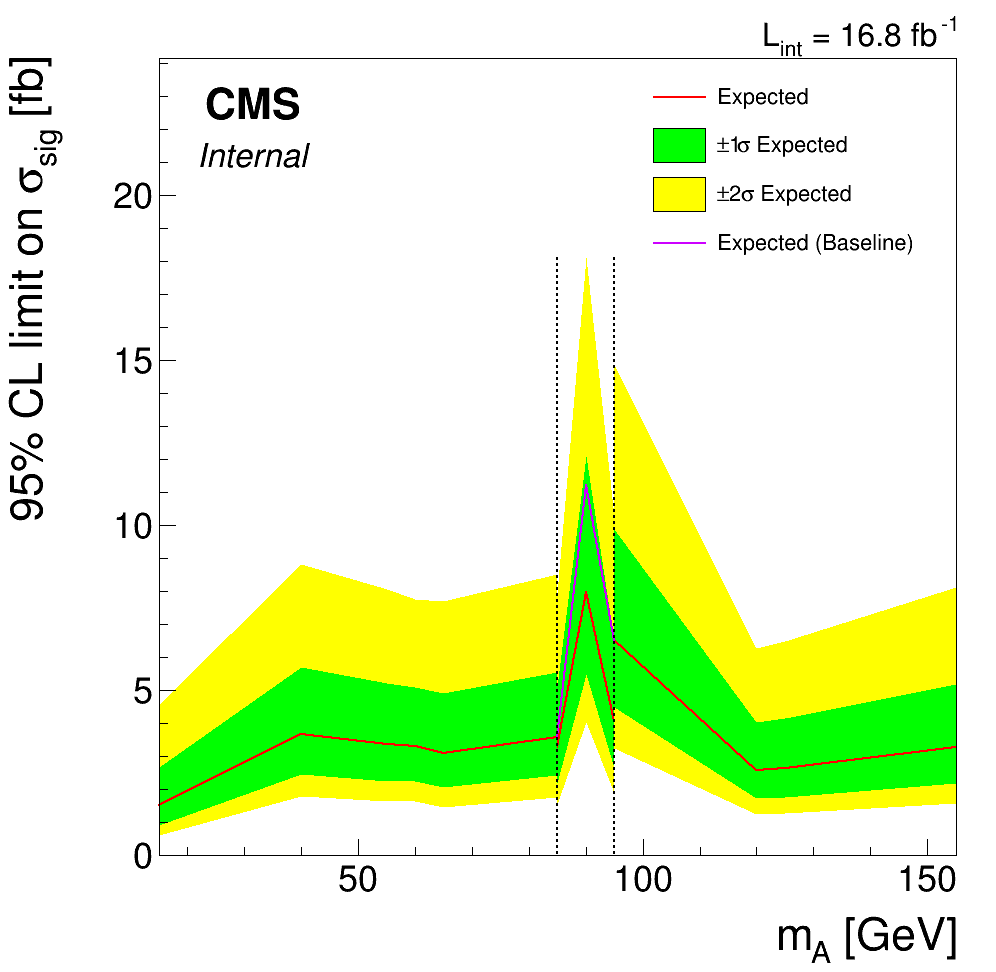 L_int = 16.8 fb^-1
95% CL limit on σ_sig [fb]
CMS
Internal
Expected
±1σ Expected
±2σ Expected
Expected (Baseline)
20
15
10
5
0
50
100
150
m_A [GeV]